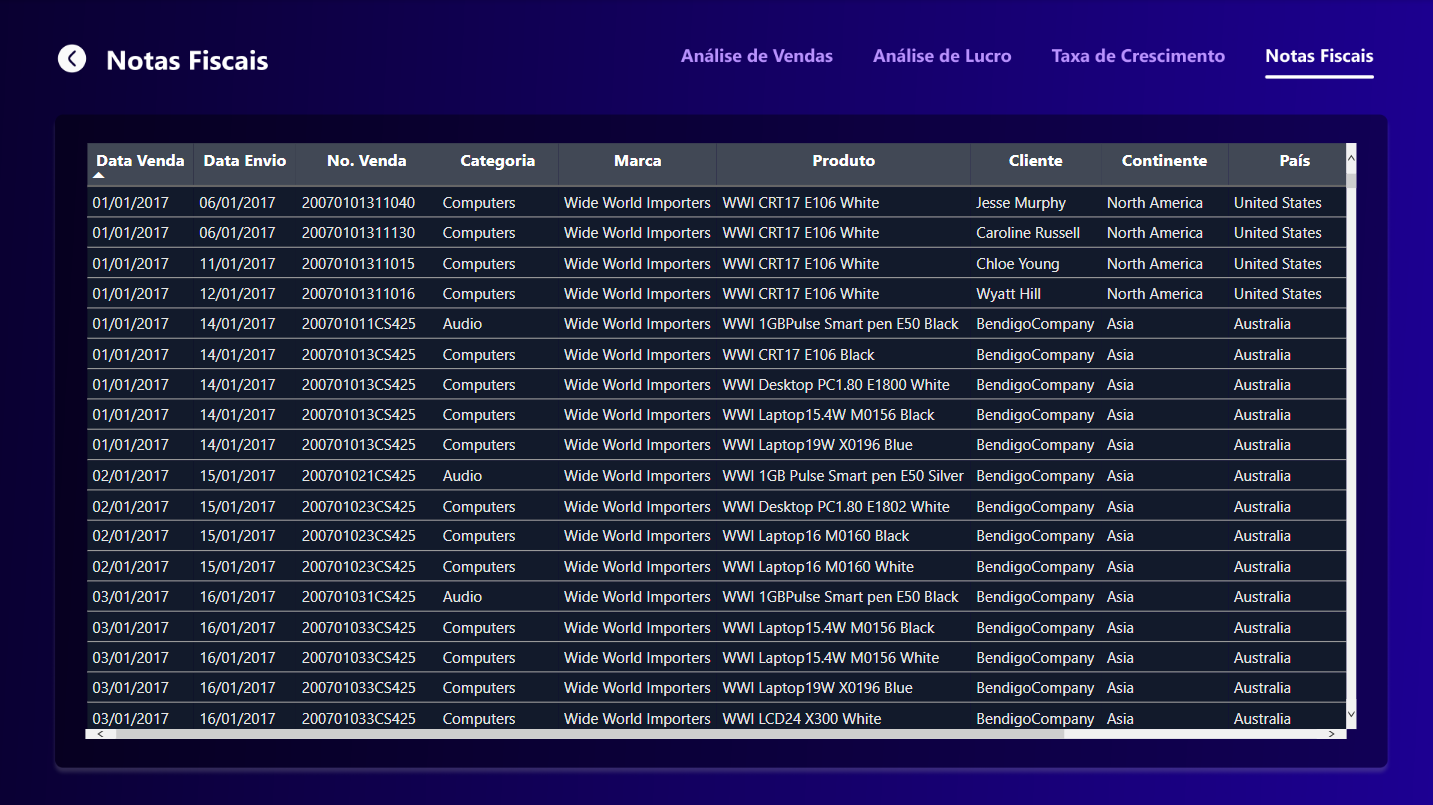 Notas Fiscais
Análise de Vendas Análise de Lucro Taxa de Crescimento Notas Fiscais
Data Venda Data Envio No. Venda Categoria Marca Produto Cliente Continente País
01/01/2017 06/01/2017 20070101311040 Computers Wide World Importers WWI CRT17 E106 White Jesse Murphy North America United States
01/01/2017 06/01/2017 20070101311130 Computers Wide World Importers WWI CRT17 E106 White Caroline Russell North America United States
01/01/2017 11/01/2017 20070101311015 Computers Wide World Importers WWI CRT17 E106 White Chloe Young North America United States
01/01/2017 12/01/2017 20070101311016 Computers Wide World Importers WWI CRT17 E106 White Wyatt Hill North America United States
01/01/2017 14/01/2017 200701011CS425 Audio Wide World Importers WWI 1GBPulse Smart pen E50 Black BendigoCompany Asia Australia
01/01/2017 14/01/2017 200701013CS425 Computers Wide World Importers WWI CRT17 E106 Black BendigoCompany Asia Australia
01/01/2017 14/01/2017 200701013CS425 Computers Wide World Importers WWI Desktop PC1.80 E1800 White BendigoCompany Asia Australia
01/01/2017 14/01/2017 200701013CS425 Computers Wide World Importers WWI Laptop15.4W M0156 Black BendigoCompany Asia Australia
01/01/2017 14/01/2017 200701013CS425 Computers Wide World Importers WWI Laptop19W X0196 Blue BendigoCompany Asia Australia
02/01/2017 15/01/2017 200701021CS425 Audio Wide World Importers WWI 1GB Pulse Smart pen E50 Silver BendigoCompany Asia Australia
02/01/2017 15/01/2017 200701023CS425 Computers Wide World Importers WWI Desktop PC1.80 E1802 White BendigoCompany Asia Australia
02/01/2017 15/01/2017 200701023CS425 Computers Wide World Importers WWI Laptop16 M0160 Black BendigoCompany Asia Australia
02/01/2017 15/01/2017 200701023CS425 Computers Wide World Importers WWI Laptop16 M0160 White BendigoCompany Asia Australia
03/01/2017 16/01/2017 200701031CS425 Audio Wide World Importers WWI 1GBPulse Smart pen E50 Black BendigoCompany Asia Australia
03/01/2017 16/01/2017 200701033CS425 Computers Wide World Importers WWI Laptop15.4W M0156 Black BendigoCompany Asia Australia
03/01/2017 16/01/2017 200701033CS425 Computers Wide World Importers WWI Laptop15.4W M0156 White BendigoCompany Asia Australia
03/01/2017 16/01/2017 200701033CS425 Computers Wide World Importers WWI Laptop19W X0196 Blue BendigoCompany Asia Australia
03/01/2017 16/01/2017 200701033CS425 Computers Wide World Importers WWI LCD24 X300 White BendigoCompany Asia Australia